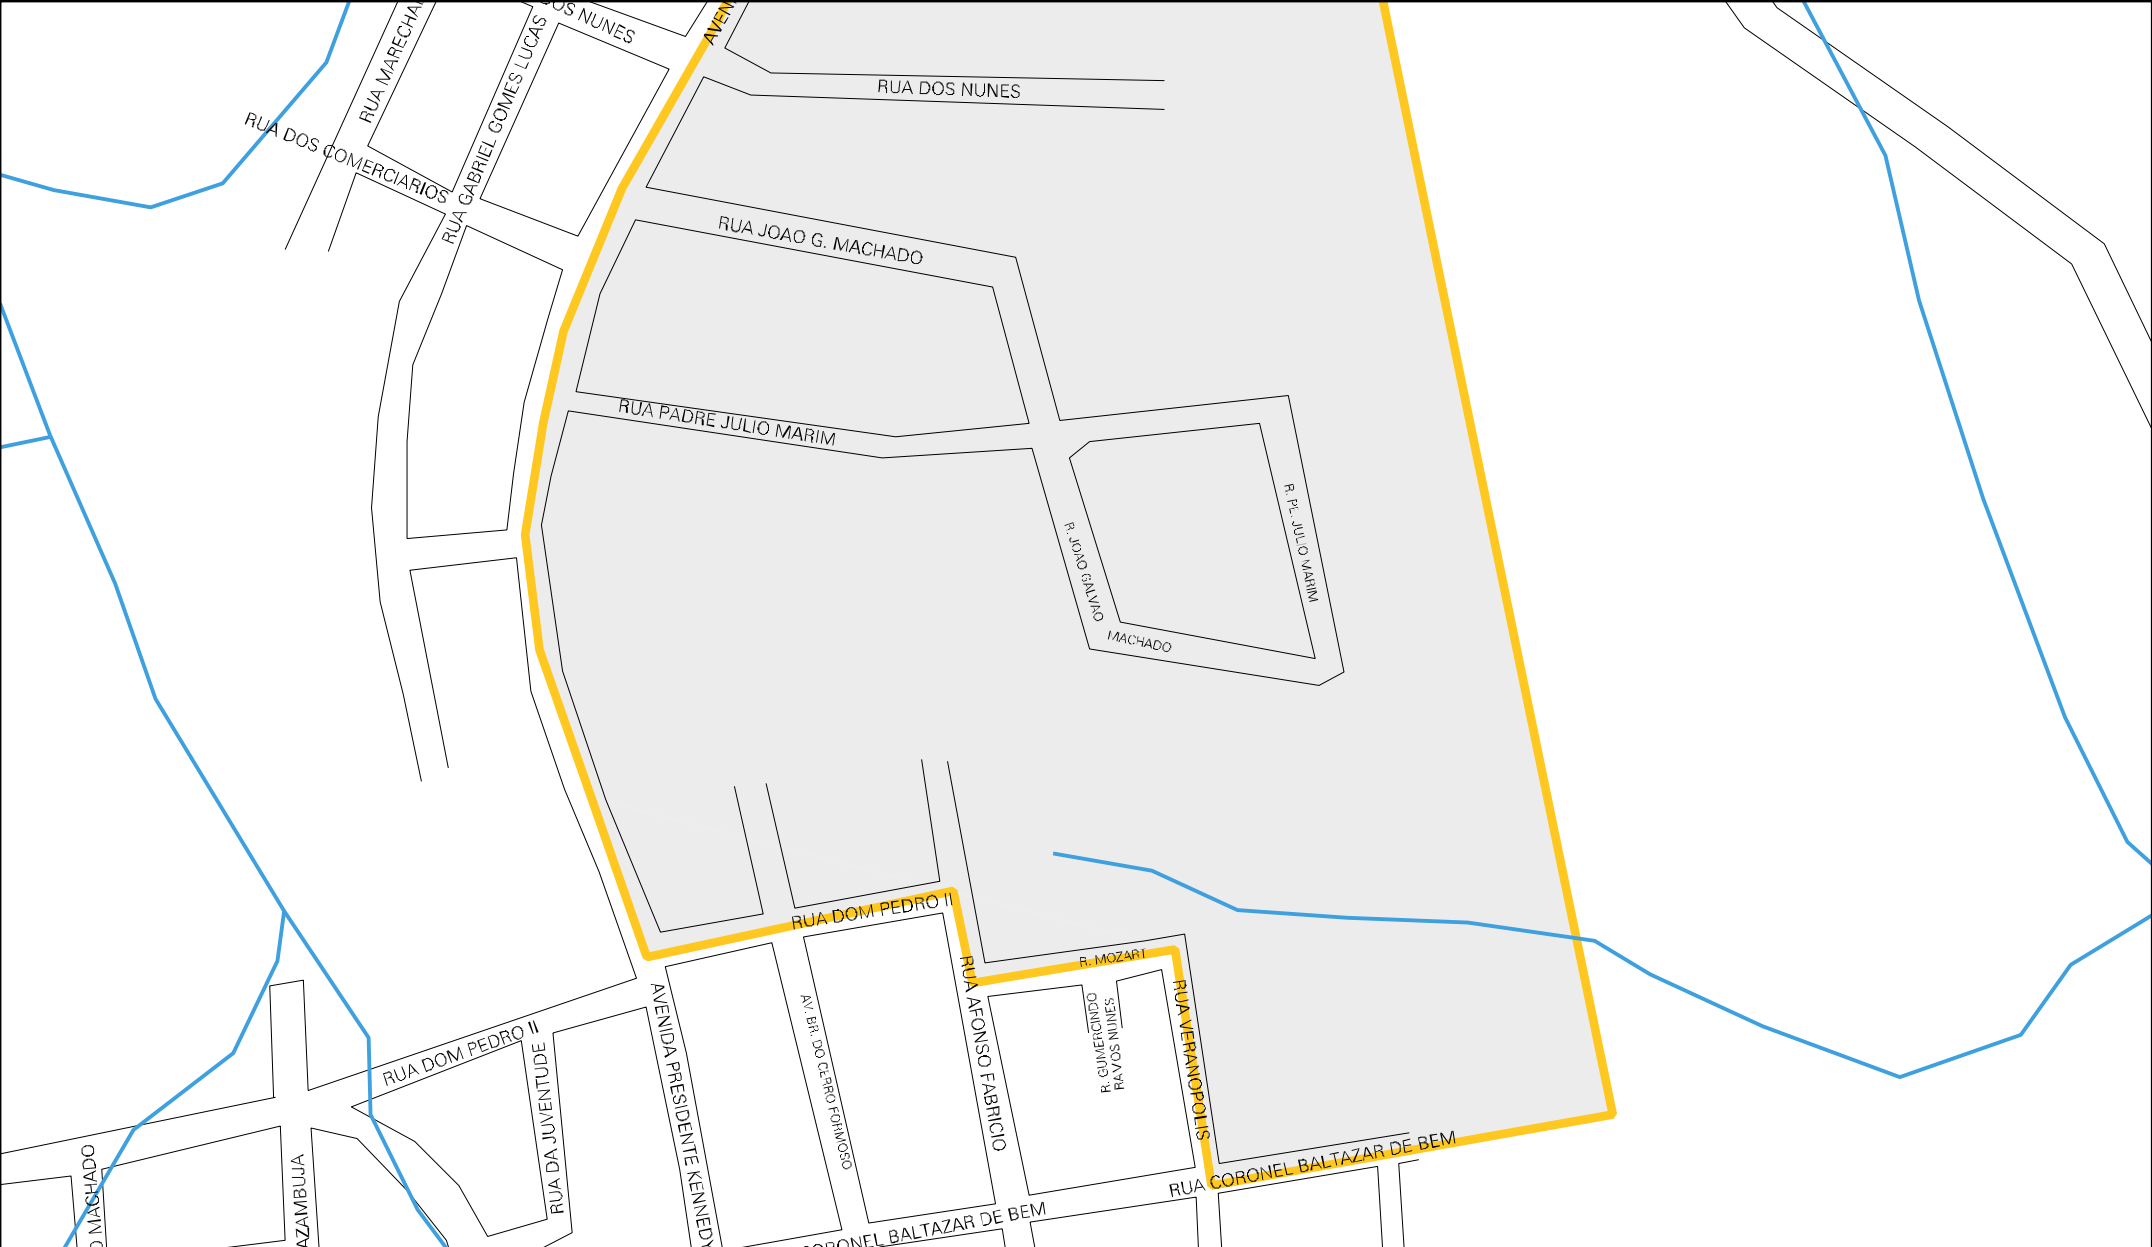 DOS NUNES
RUA GABRIEL GOMES LUCAS
RUA DOS NUNES
RUA DOS COMERCIARIOS
RUA JOAO G. MACHADO
RUA PADRE JULIO MARIM
R. PE. JULIO MARIM
R. JOAO GALVAO
MACHADO
RUA DOM PEDRO II
R. MOZART
RUA AFONSO FABRICIO
RUA VERANOPOLIS
R. GUMERCINDO
RAVOS NUNES
AV. BR. DO CERRO FORMOSO
AVENIDA PRESIDENTE KENNEDY
RUA DOM PEDRO II
RUA DA JUVENTUDE
MACHADO
AZAMBUJA
RUA CORONEL BALTAZAR DE BEM
CORONEL BALTAZAR DE BEM